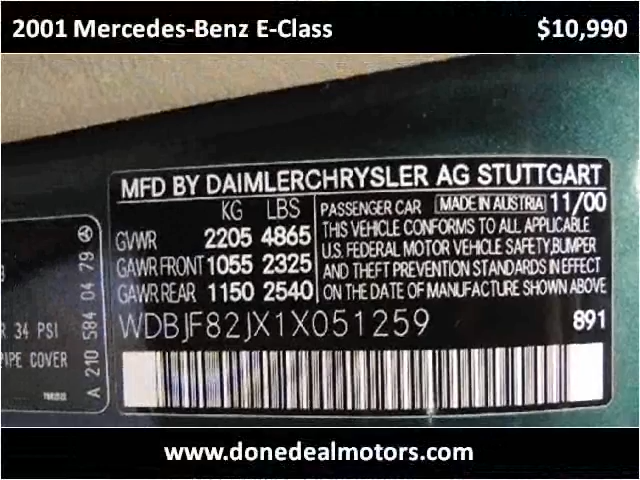 2001 Mercedes-Benz E-Class $10,990
MFD BY DAIMLERCHRYSLER AG STUTTGART
KG LBS
GVWR 2205 4865
GAWR FRONT 1055 2325
GAWR REAR 1150 2540
PASSENGER CAR MADE IN AUSTRIA 11/00
THIS VEHICLE CONFORMS TO ALL APPLICABLE
U.S. FEDERAL MOTOR VEHICLE SAFETY, BUMPER
AND THEFT PREVENTION STANDARDS IN EFFECT
ON THE DATE OF MANUFACTURE SHOWN ABOVE
WDBJF82JX1X051259 891
R 34 PSI
PIPE COVER
A 210 584 04 79
www.donedealmotors.com